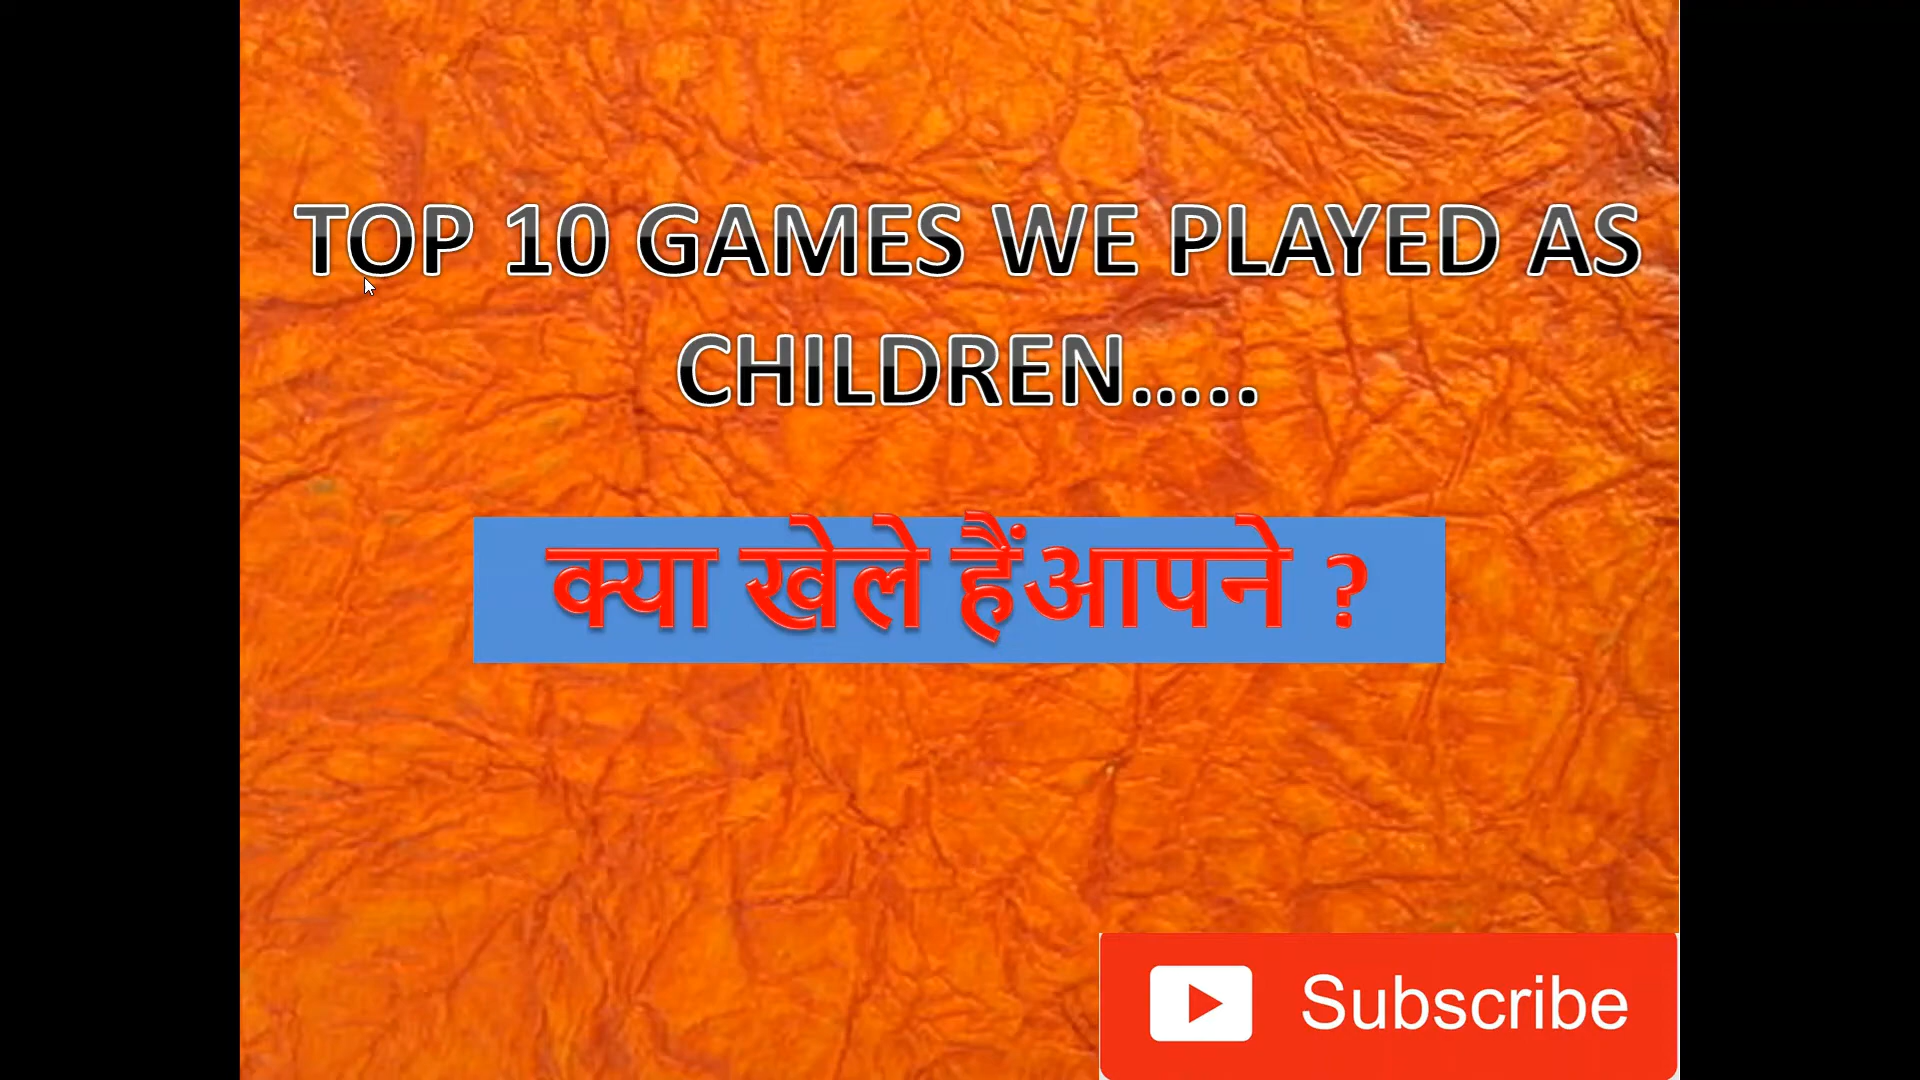 TOP 10 GAMES WE PLAYED AS
CHILDREN.....
क्या खेले हैंआपने ?
Subscribe